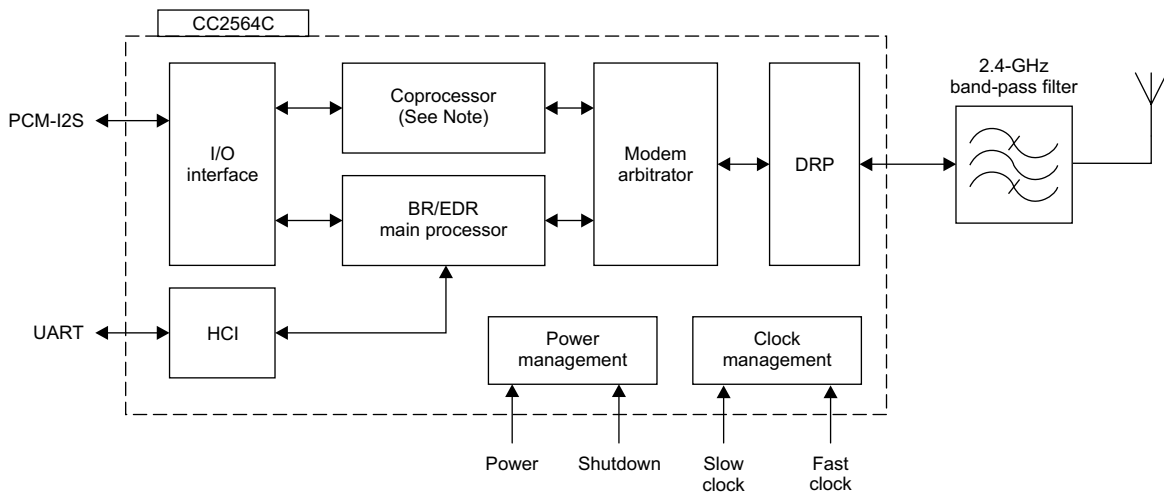 CC2564C
2.4-GHz
band-pass filter
PCM-I2S
I/O
interface
Coprocessor
(See Note)
BR/EDR
main processor
Modem
arbitrator
DRP
UART
HCI
Power
management
Clock
management
Power
Shutdown
Slow
clock
Fast
clock